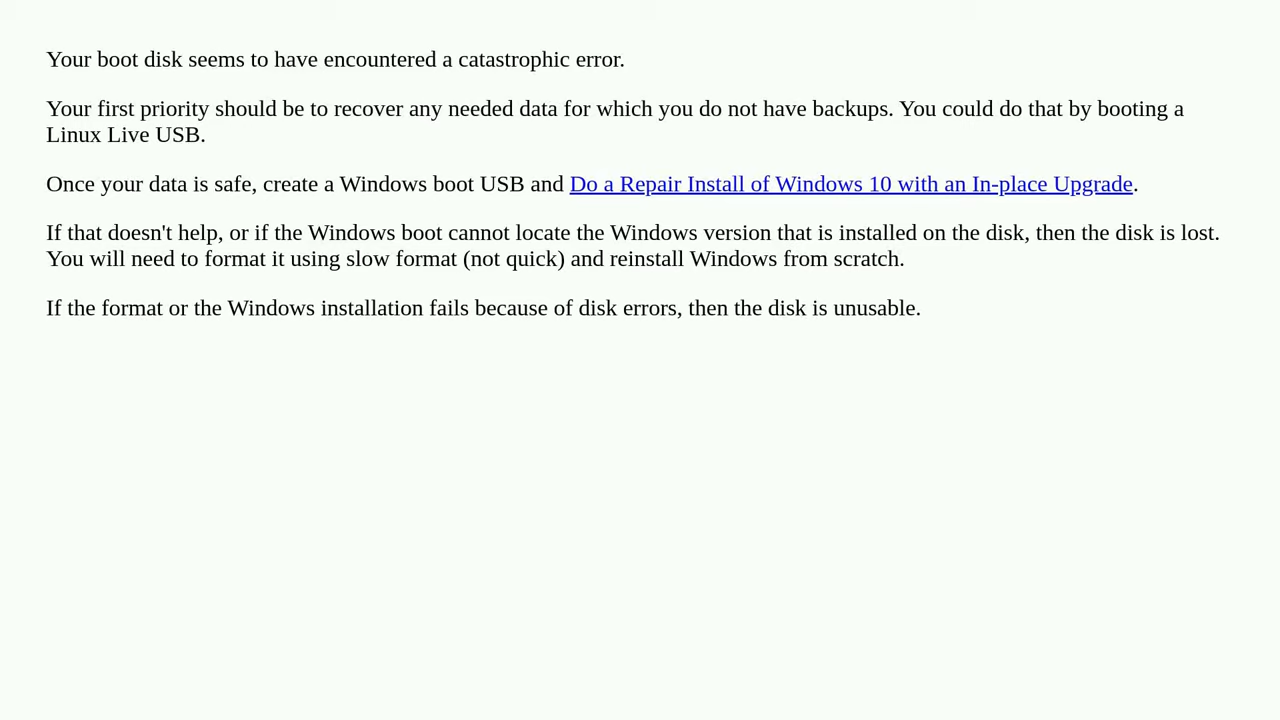 Your boot disk seems to have encountered a catastrophic error.
Your first priority should be to recover any needed data for which you do not have backups. You could do that by booting a
Linux Live USB.
Once your data is safe, create a Windows boot USB and Do a Repair Install of Windows 10 with an In-place Upgrade.
If that doesn't help, or if the Windows boot cannot locate the Windows version that is installed on the disk, then the disk is lost.
You will need to format it using slow format (not quick) and reinstall Windows from scratch.
If the format or the Windows installation fails because of disk errors, then the disk is unusable.